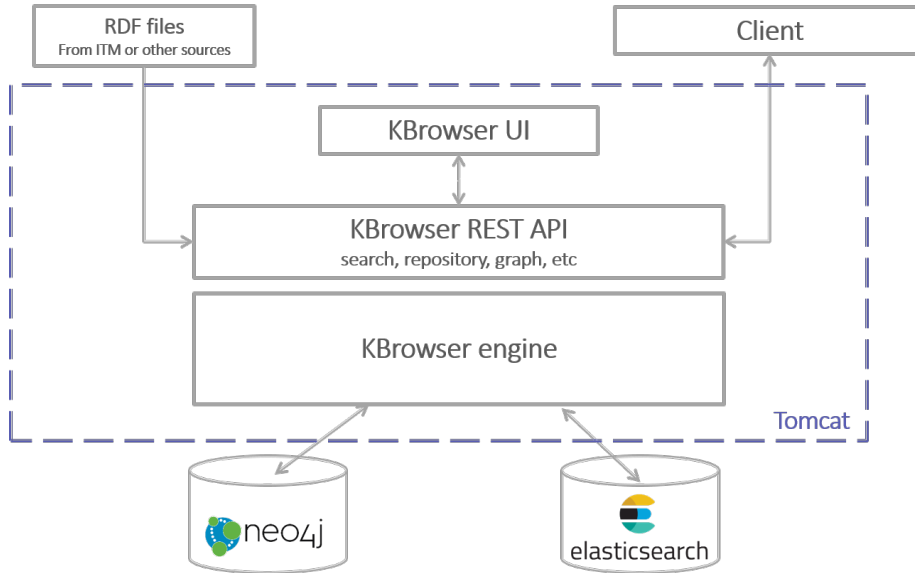 RDF files
From ITM or other sources
Client
KBrowser UI
KBrowser REST API
search, repository, graph, etc
KBrowser engine
Tomcat
neo4j
elasticsearch